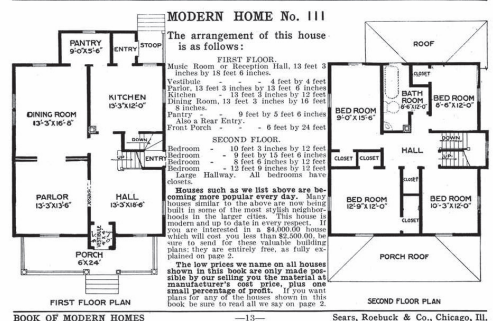 MODERN HOME No. 111
The arrangement of this house
is as follows:
FIRST FLOOR.
Music Room or Reception Hall, 13 feet 3
inches by 18 feet 6 inches.
Vestibule - - - 4 feet by 4 feet
Parlor, 13 feet 3 inches by 13 feet 6 inches
Kitchen - 13 feet 3 inches by 12 feet
Dining Room, 13 feet 3 inches by 16 feet
8 inches.
Pantry - - 9 feet by 5 feet 6 inches
Also a Rear Entry.
Front Porch - - - 6 feet by 24 feet
SECOND FLOOR.
Bedroom - 10 feet 3 inches by 12 feet
Bedroom - 9 feet by 15 feet 6 inches
Bedroom - 8 feet 6 inches by 12 feet
Bedroom - 12 feet 9 inches by 12 feet
Large Hallway. All bedrooms have
closets.
Houses such as we list above are be-
coming more popular every day. Many
houses similar to the above are now being
built in some of the most stylish neighbor-
hoods in the larger cities. This house is
modern and up to date in every respect. If
you are interested in a $4,000.00 house
which will cost you less than $2,500.00, be
sure to send for these valuable building
plans; they are entirely free, as fully ex-
plained on page 2.
The low prices we name on all houses
shown in this book are only made pos-
sible by our selling you the material at
manufacturer's cost price, plus one
small percentage of profit. If you want
plans for any of the houses shown in this
book be sure to read all we say on page 2.
PANTRY
9'-0"X5'-6"
ENTRY
STOOP
KITCHEN
13'-3"X12'-0"
DINING ROOM
13'-3"X16'-8"
DOWN
ENTRY
PARLOR
13'-3"X13'-6"
HALL
13'-3"X18'-6"
PORCH
6'X24'
FIRST FLOOR PLAN
ROOF
CLOSET
BED ROOM
9'-0"X15'-6"
BATH
ROOM
BED ROOM
8'-6"X12'-0"
DOWN
HALL
CLOSET
CLOSET
CLOSET
BED ROOM
12'-9"X12'-0"
BED ROOM
10'-3"X12'-0"
PORCH ROOF
SECOND FLOOR PLAN
BOOK OF MODERN HOMES
—13—
Sears, Roebuck & Co., Chicago, Ill.